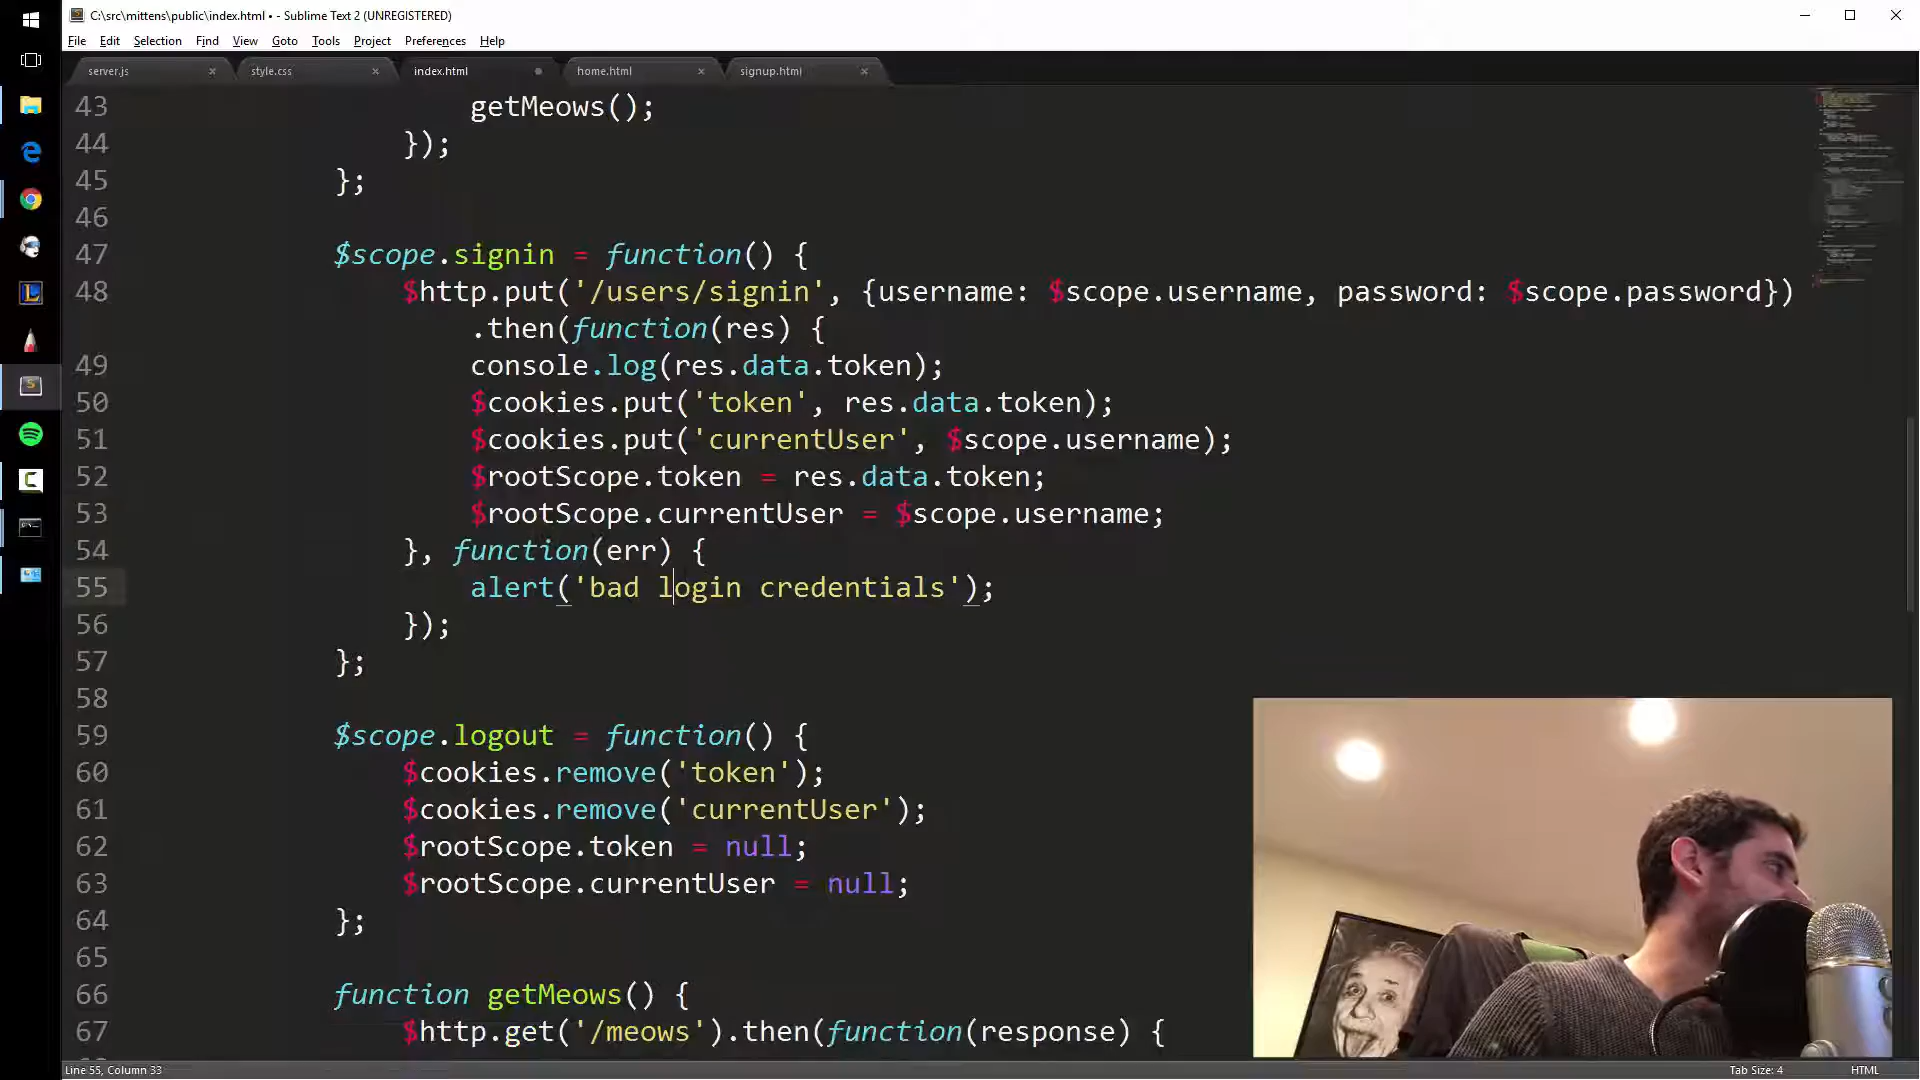 C:\src\mittens\public\index.html • - Sublime Text 2 (UNREGISTERED)
File Edit Selection Find View Goto Tools Project Preferences Help
server.js × style.css × index.html home.html × signup.html ×
43 getMeows();
44 });
45 };
46
47 $scope.signin = function() {
48 $http.put('/users/signin', {username: $scope.username, password: $scope.password})
.then(function(res) {
49 console.log(res.data.token);
50 $cookies.put('token', res.data.token);
51 $cookies.put('currentUser', $scope.username);
52 $rootScope.token = res.data.token;
53 $rootScope.currentUser = $scope.username;
54 }, function(err) {
55 alert('bad login credentials');
56 });
57 };
58
59 $scope.logout = function() {
60 $cookies.remove('token');
61 $cookies.remove('currentUser');
62 $rootScope.token = null;
63 $rootScope.currentUser = null;
64 };
65
66 function getMeows() {
67 $http.get('/meows').then(function(response) {
Line 55, Column 33 Tab Size: 4 HTML